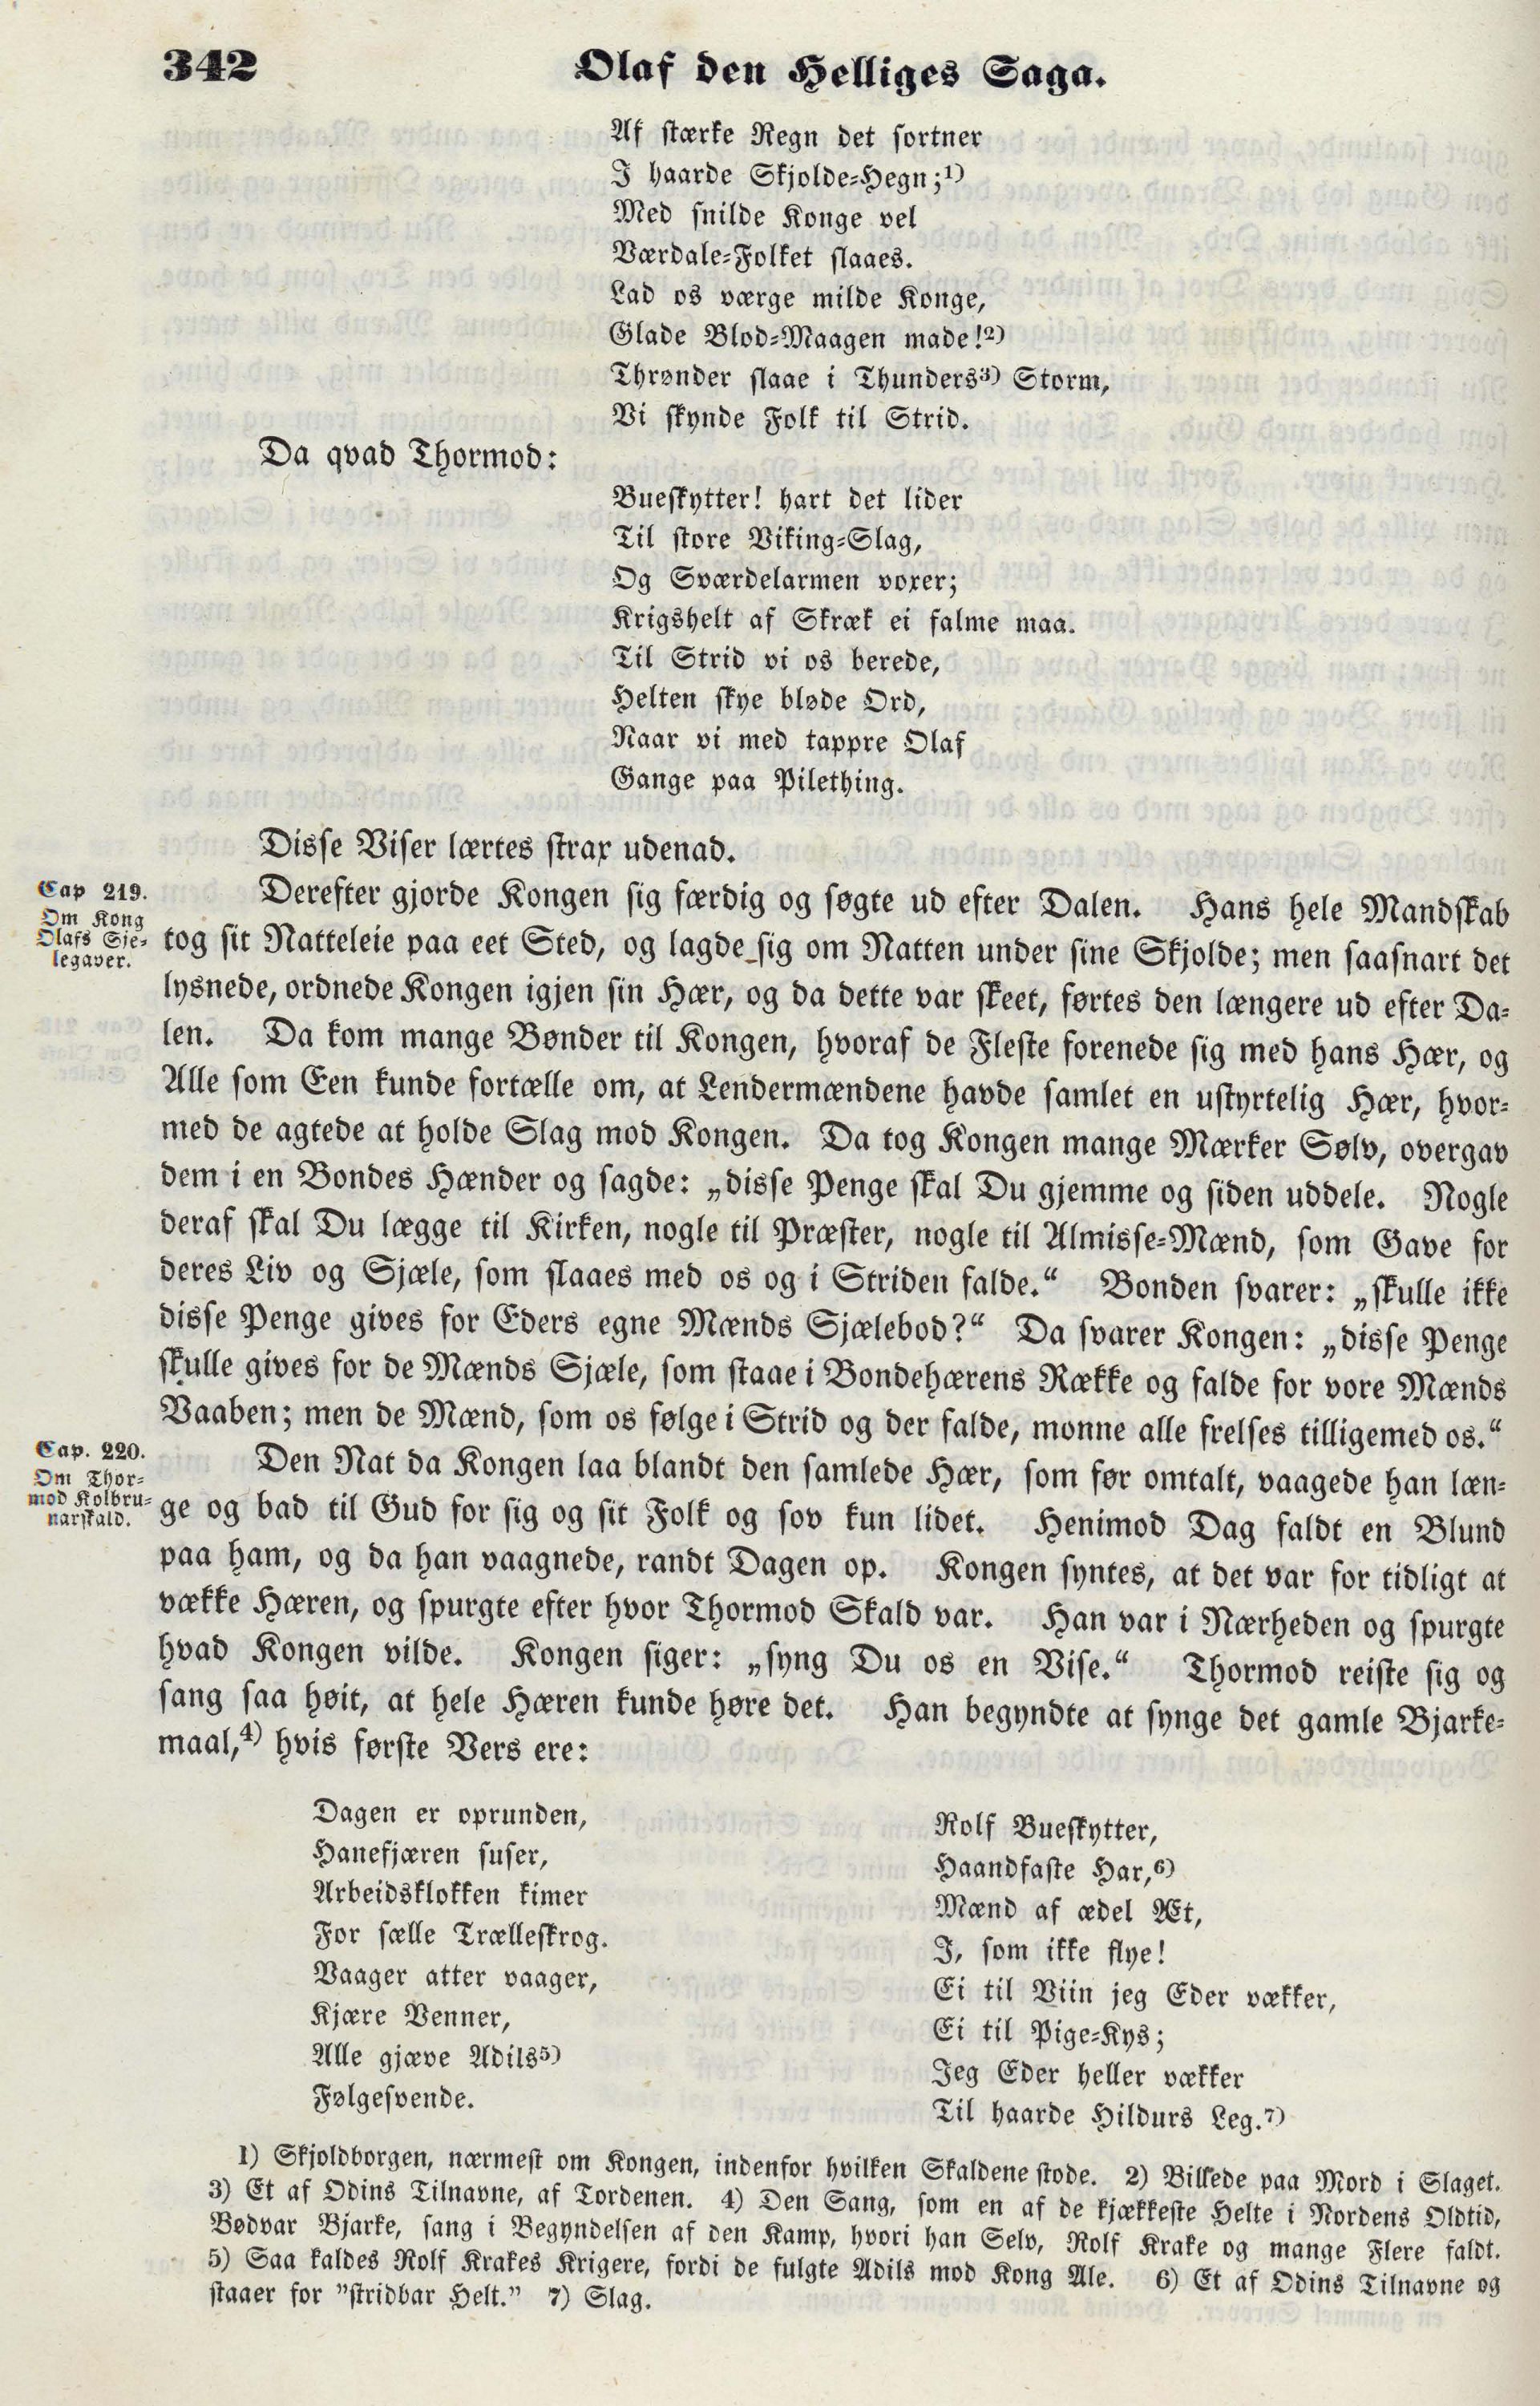 342
Olaf den Helliges Saga.
Af stærke Regn det sortner
I haarde Skjolde-Hegn;1)
Med snilde Konge vel
Værdale-Folket slaaes.
Lad os værge milde Konge,
Glade Blod-Maagen made!2)
Thrønder slaae i Thunders3) Storm,
Vi skynde Folk til Strid.
Da qvad Thormod:
Bueskytter! hart det lider
Til store Viking-Slag,
Og Sværdelarmen voxer;
Krigshelt af Skræk ei falme maa.
Til Strid vi os berede,
Helten skye bløde Ord,
Naar vi med tappre Olaf
Gange paa Pilething.
Disse Viser lærtes strax udenad.
Cap 219.
Om Kong
Olafs Sje-
legaver.
Derefter gjorde Kongen sig færdig og søgte ud efter Dalen. Hans hele Mandskab
tog sit Natteleie paa eet Sted, og lagde sig om Natten under sine Skjolde; men saasnart det
lysnede, ordnede Kongen igjen sin Hær, og da dette var skeet, førtes den længere ud efter Da-
len. Da kom mange Bønder til Kongen, hvoraf de Fleste forenede sig med hans Hær, og
Alle som Een kunde fortælle om, at Lendermændene havde samlet en ustyrtelig Hær, hvor-
med de agtede at holde Slag mod Kongen. Da tog Kongen mange Mærker Sølv, overgav
dem i en Bondes Hænder og sagde: „disse Penge skal Du gjemme og siden uddele. Nogle
deraf skal Du lægge til Kirken, nogle til Præster, nogle til Almisse-Mænd, som Gave for
deres Liv og Sjæle, som slaaes med os og i Striden falde.“ Bonden svarer: „skulle ikke
disse Penge gives for Eders egne Mænds Sjælebod?“ Da svarer Kongen: „disse Penge
skulle gives for de Mænds Sjæle, som staae i Bondehærens Række og falde for vore Mænds
Vaaben; men de Mænd, som os følge i Strid og der falde, monne alle frelses tilligemed os.“
Cap. 220.
Om Thor-
mod Kolbru-
narskald.
Den Nat da Kongen laa blandt den samlede Hær, som før omtalt, vaagede han læn-
ge og bad til Gud for sig og sit Folk og sov kun lidet. Henimod Dag faldt en Blund
paa ham, og da han vaagnede, randt Dagen op. Kongen syntes, at det var for tidligt at
vække Hæren, og spurgte efter hvor Thormod Skald var. Han var i Nærheden og spurgte
hvad Kongen vilde. Kongen siger: „syng Du os en Vise.“ Thormod reiste sig og
sang saa høit, at hele Hæren kunde høre det. Han begyndte at synge det gamle Bjarke-
maal,4) hvis første Vers ere:
Dagen er oprunden,
Hanefjæren suser,
Arbeidsklokken kimer
For sælle Trælleskrog.
Vaager atter vaager,
Kjære Venner,
Alle gjæve Adils5)
Følgesvende.
Rolf Bueskytter,
Haandfaste Har,6)
Mænd af ædel Æt,
I, som ikke flye!
Ei til Viin jeg Eder vækker,
Ei til Pige-Kys;
Jeg Eder heller vækker
Til haarde Hildurs Leg.7)
1) Skjoldborgen, nærmest om Kongen, indenfor hvilken Skaldene stode. 2) Billede paa Mord i Slaget.
3) Et af Odins Tilnavne, af Tordenen. 4) Den Sang, som en af de kjækkeste Helte i Nordens Oldtid,
Bødvar Bjarke, sang i Begyndelsen af den Kamp, hvori han Selv, Rolf Krake og mange Flere faldt.
5) Saa kaldes Rolf Krakes Krigere, fordi de fulgte Adils mod Kong Ale. 6) Et af Odins Tilnavne og
staaer for ”stridbar Helt.” 7) Slag.